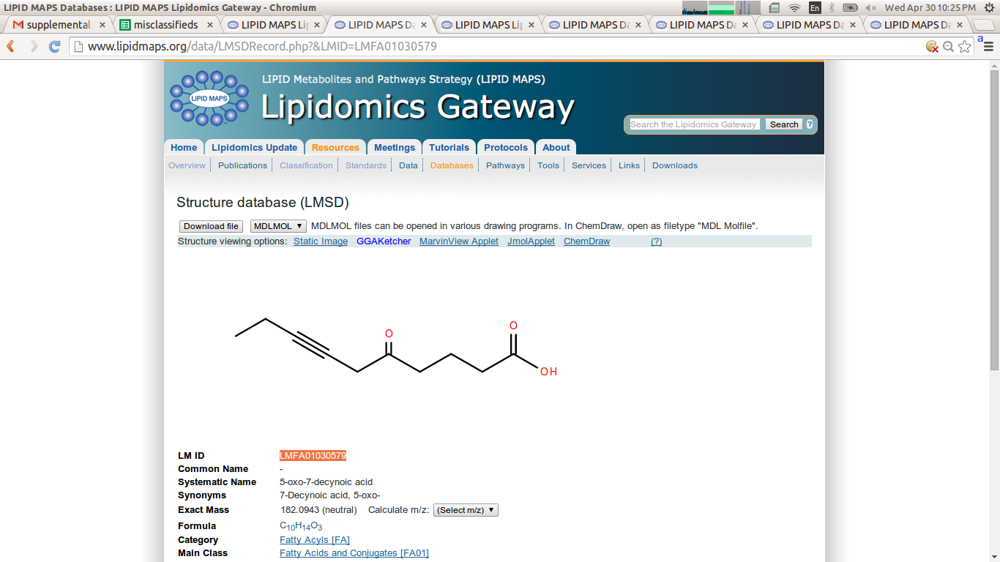 LIPID MAPS Databases : LIPID MAPS Lipidomics Gateway - Chromium
En
Wed Apr 30 10:25 PM
supplemental
misclassifieds
LIPID MAPS Li
LIPID MAPS Da
LIPID MAPS Lip
LIPID MAPS Da
LIPID MAPS Da
LIPID MAPS Da
LIPID MAPS Da
www.lipidmaps.org/data/LMSDRecord.php?&LMID=LMFA01030579
a
LIPID MAPS
LIPID Metabolites and Pathways Strategy (LIPID MAPS)
Lipidomics Gateway
Search the Lipidomics Gateway Search ?
Home Lipidomics Update Resources Meetings Tutorials Protocols About
Overview Publications Classification Standards Data Databases Pathways Tools Services Links Downloads
Structure database (LMSD)
Download file MDLMOL ▼ MDLMOL files can be opened in various drawing programs. In ChemDraw, open as filetype "MDL Molfile".
Structure viewing options: Static Image GGAKetcher MarvinView Applet JmolApplet ChemDraw (?)
O
O
OH
LM ID LMFA01030579
Common Name -
Systematic Name 5-oxo-7-decynoic acid
Synonyms 7-Decynoic acid, 5-oxo-
Exact Mass 182.0943 (neutral) Calculate m/z: (Select m/z) ▼
Formula C₁₀H₁₄O₃
Category Fatty Acyls [FA]
Main Class Fatty Acids and Conjugates [FA01]